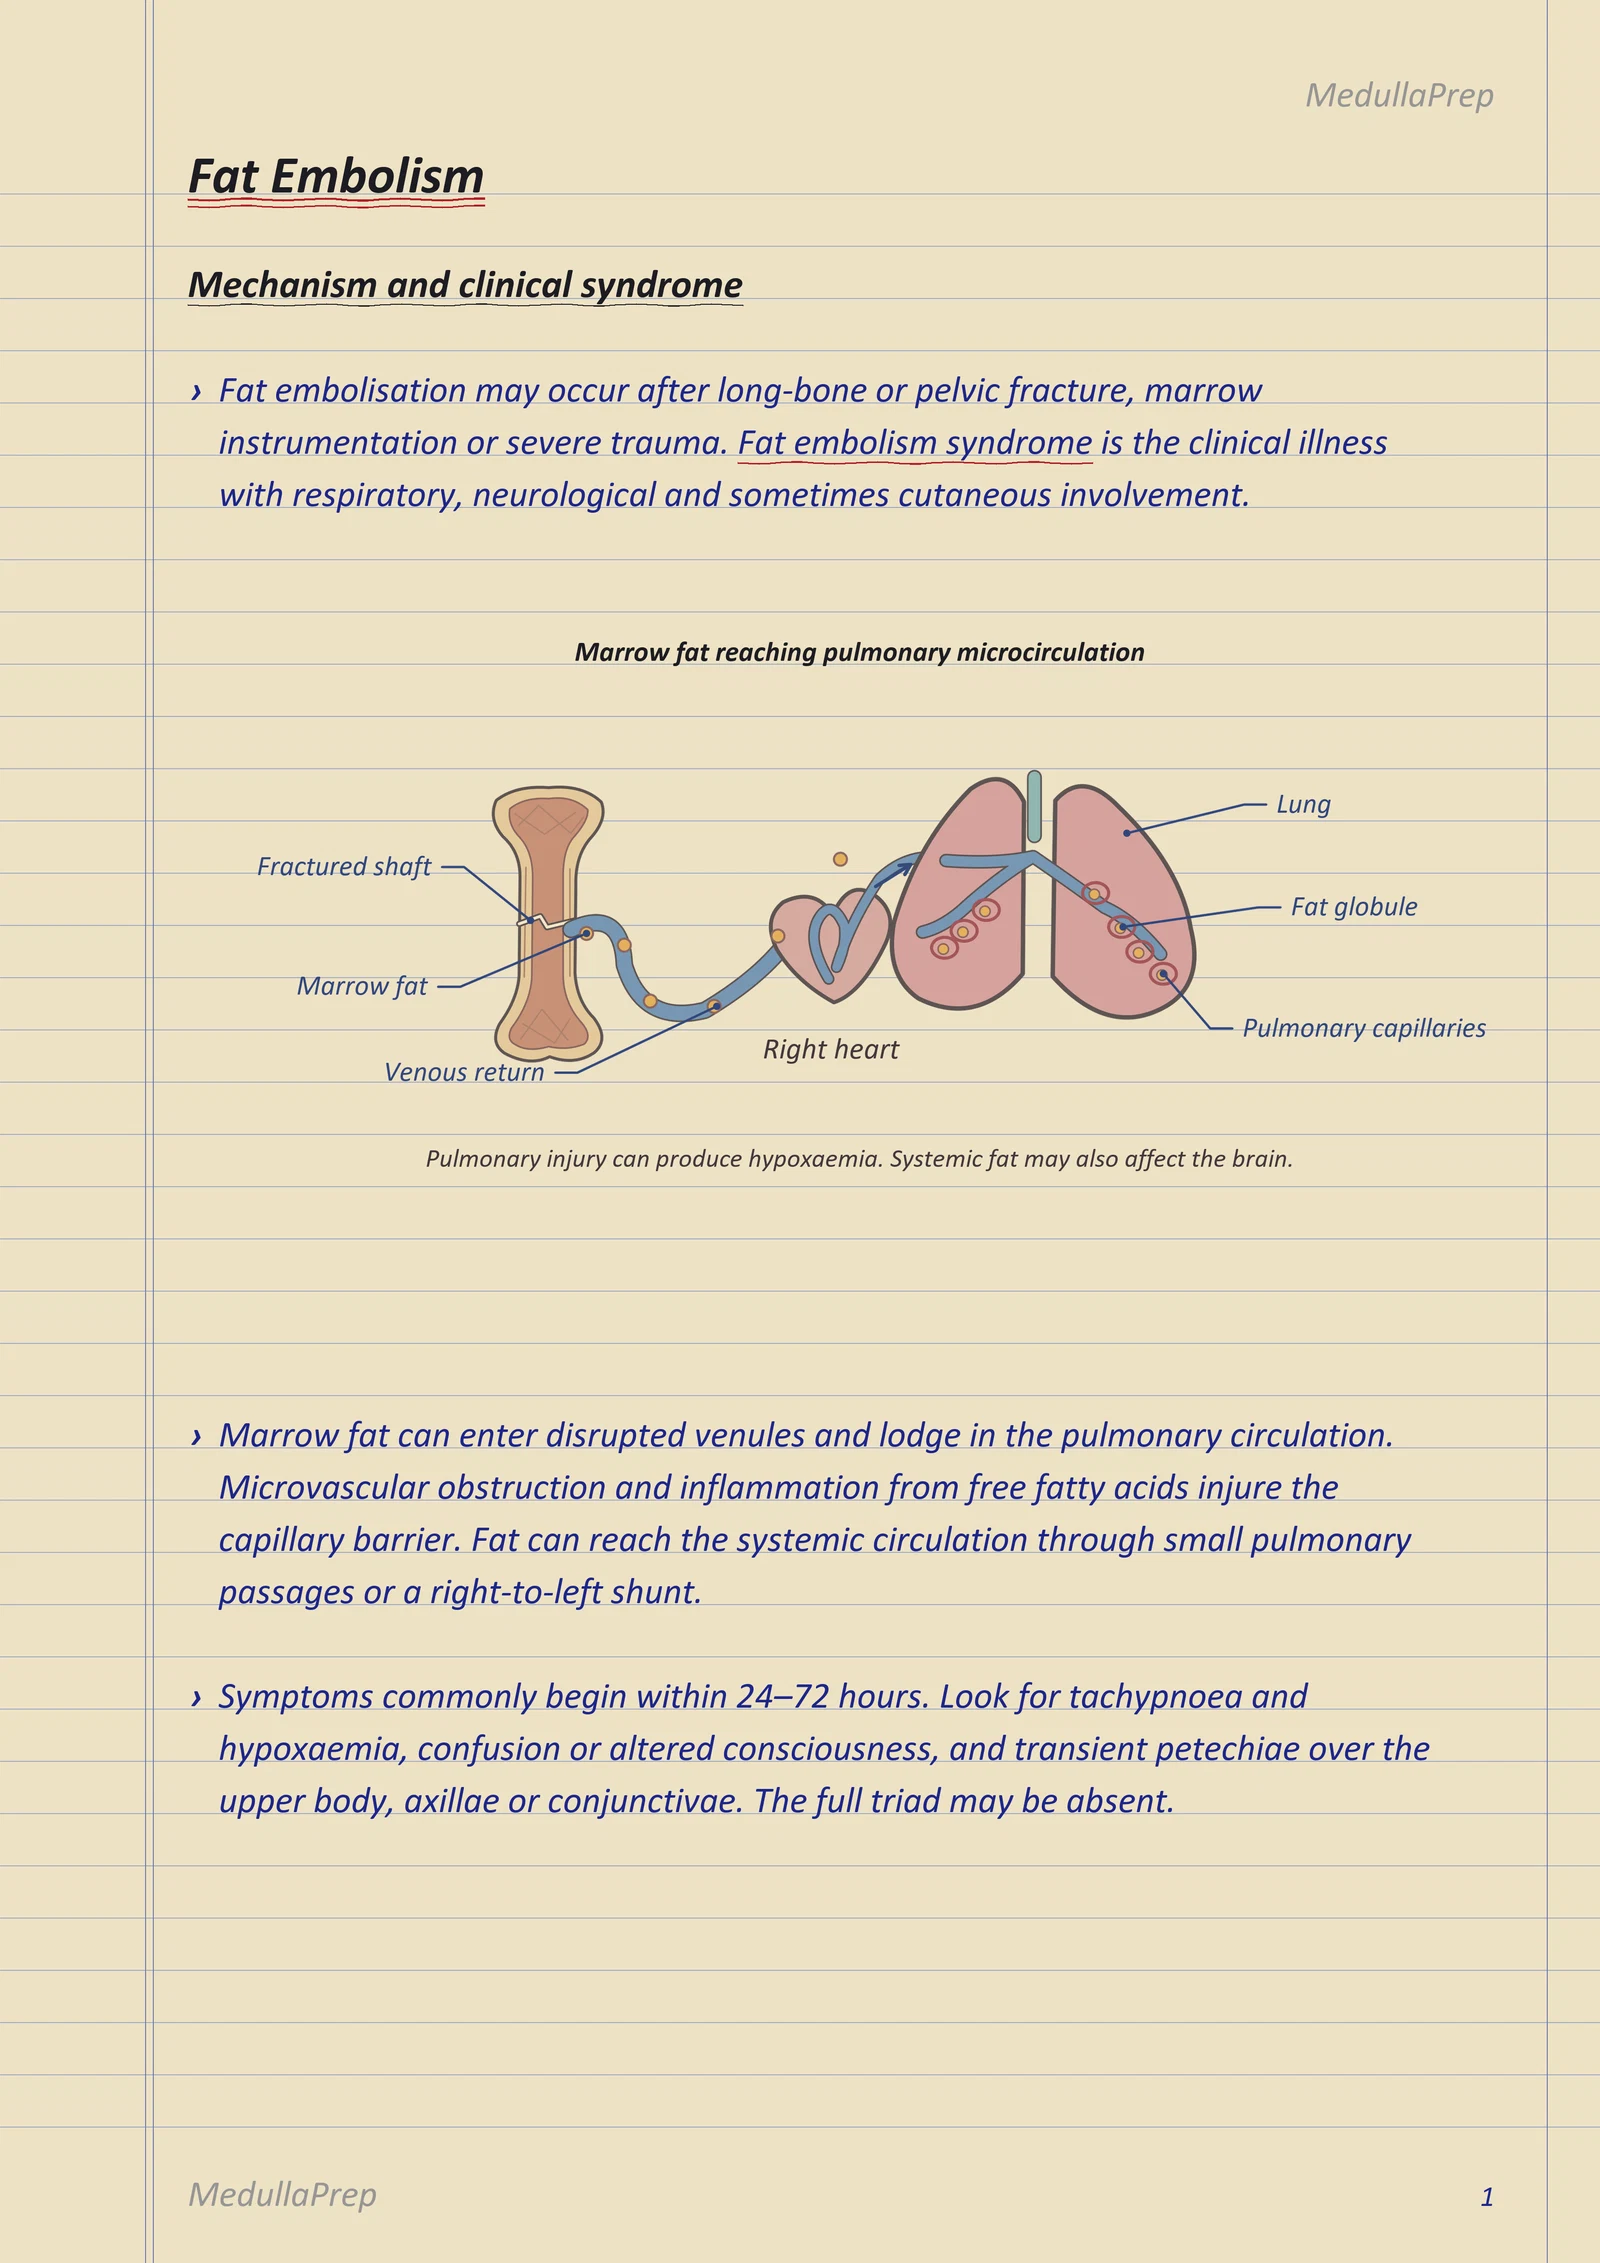 MedullaPrep
Fat Embolism
Mechanism and clinical syndrome
› Fat embolisation may occur after long-bone or pelvic fracture, marrow
instrumentation or severe trauma. Fat embolism syndrome is the clinical illness
with respiratory, neurological and sometimes cutaneous involvement.
Marrow fat reaching pulmonary microcirculation
Lung
Fractured shaft
Fat globule
Marrow fat
Pulmonary capillaries
Right heart
Venous return
Pulmonary injury can produce hypoxaemia. Systemic fat may also affect the brain.
› Marrow fat can enter disrupted venules and lodge in the pulmonary circulation.
Microvascular obstruction and inflammation from free fatty acids injure the
capillary barrier. Fat can reach the systemic circulation through small pulmonary
passages or a right-to-left shunt.
› Symptoms commonly begin within 24–72 hours. Look for tachypnoea and
hypoxaemia, confusion or altered consciousness, and transient petechiae over the
upper body, axillae or conjunctivae. The full triad may be absent.
MedullaPrep
1